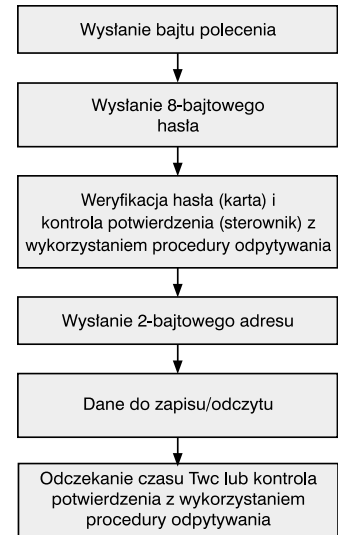 Wysłanie bajtu polecenia
Wysłanie 8-bajtowego
hasła
Weryfikacja hasła (karta) i
kontrola potwierdzenia (sterownik) z
wykorzystaniem procedury odpytywania
Wysłanie 2-bajtowego adresu
Dane do zapisu/odczytu
Odczekanie czasu Twc lub kontrola
potwierdzenia z wykorzystaniem
procedury odpytywania